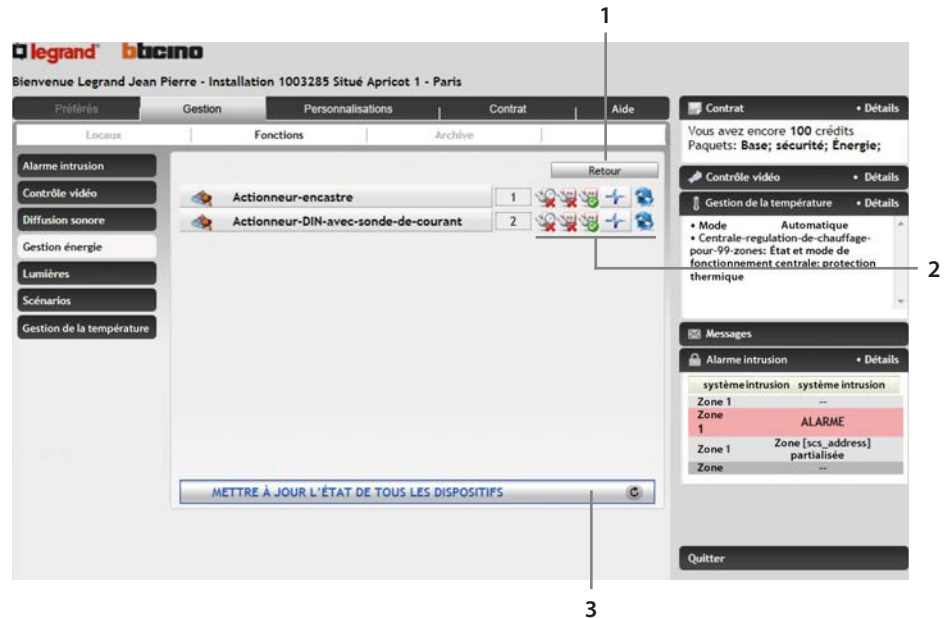 1
legrand bticino
Bienvenue Legrand Jean Pierre - Installation 1003285 Situé Apricot 1 - Paris
Préférés Gestion Personnalisations Contrat Aide
Locaux Fonctions Archive
Alarme intrusion
Contrôle vidéo
Diffusion sonore
Gestion énergie
Lumières
Scénarios
Gestion de la température
Retour
Actionneur-encastre 1
Actionneur-DIN-avec-sonde-de-courant 2
2
METTRE À JOUR L'ÉTAT DE TOUS LES DISPOSITIFS
3
Contrat • Détails
Vous avez encore 100 crédits
Paquets: Base; sécurité; Énergie;
Contrôle vidéo • Détails
Gestion de la température • Détails
• Mode Automatique
• Centrale-regulation-de-chauffage-
pour-99-zones: État et mode de
fonctionnement centrale: protection
thermique
Messages
Alarme intrusion • Détails
système intrusion système intrusion
Zone 1 --
Zone
1 ALARME
Zone 1 Zone [scs_address]
partialisée
Zone --
Quitter